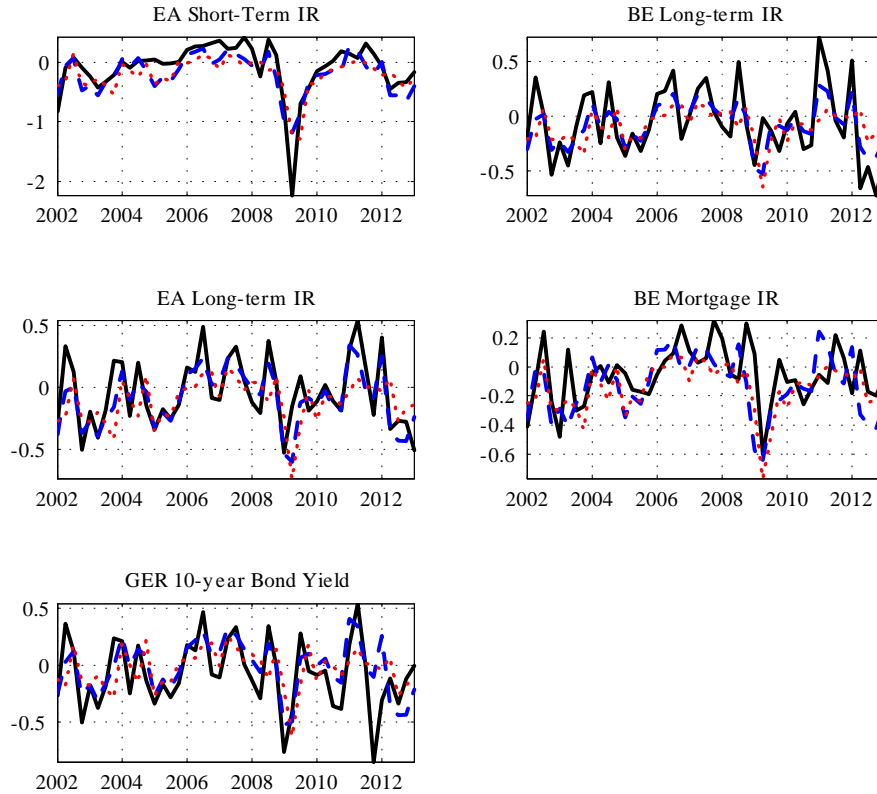 EA Short-Term IR
0
-1
-2
2002 2004 2006 2008 2010 2012
BE Long-term IR
0.5
0
-0.5
2002 2004 2006 2008 2010 2012
EA Long-term IR
0.5
0
-0.5
2002 2004 2006 2008 2010 2012
BE Mortgage IR
0.2
0
-0.2
-0.4
-0.6
2002 2004 2006 2008 2010 2012
GER 10-year Bond Yield
0.5
0
-0.5
2002 2004 2006 2008 2010 2012